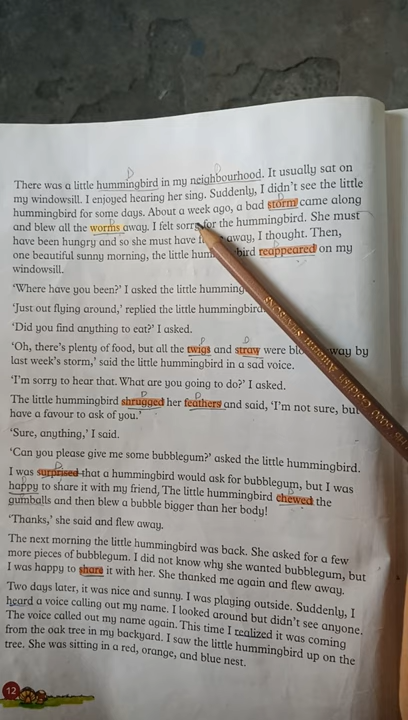 There was a little hummingbird in my neighbourhood. It usually sat on
my windowsill. I enjoyed hearing her sing. Suddenly, I didn't see the little
hummingbird for some days. About a week ago, a bad storm came along
and blew all the worms away. I felt sorry for the hummingbird. She must
have been hungry and so she must have away, I thought. Then,
one beautiful sunny morning, the little hummingbird reappeared on my
windowsill.
'Where have you been?' I asked the little
'Just out flying around,' replied the little hummingbird.
'Did you find anything to eat?' I asked.
'Oh, there's plenty of food, but all the twigs and straw were away by
last week's storm,' said the little hummingbird in a sad voice.
'I'm sorry to hear that. What are you going to do?' I asked.
The little hummingbird shrugged her feathers and said, 'I'm not sure, but
have a favour to ask of you.'
'Sure, anything,' I said.
'Can you please give me some bubblegum?' asked the little hummingbird.
I was surprised that a hummingbird would ask for bubblegum, but I was
happy to share it with my friend. The little hummingbird chewed the
gumballs and then blew a bubble bigger than her body!
'Thanks,' she said and flew away.
The next morning the little hummingbird was back. She asked for a few
more pieces of bubblegum. I did not know why she wanted bubblegum, but
I was happy to share it with her. She thanked me again and flew away.
Two days later, it was nice and sunny. I was playing outside. Suddenly, I
heard a voice calling out my name. I looked around but didn't see anyone.
The voice called out my name again. This time I realized it was coming
from the oak tree in my backyard. I saw the little hummingbird up on the
tree. She was sitting in a red, orange, and blue nest.
12